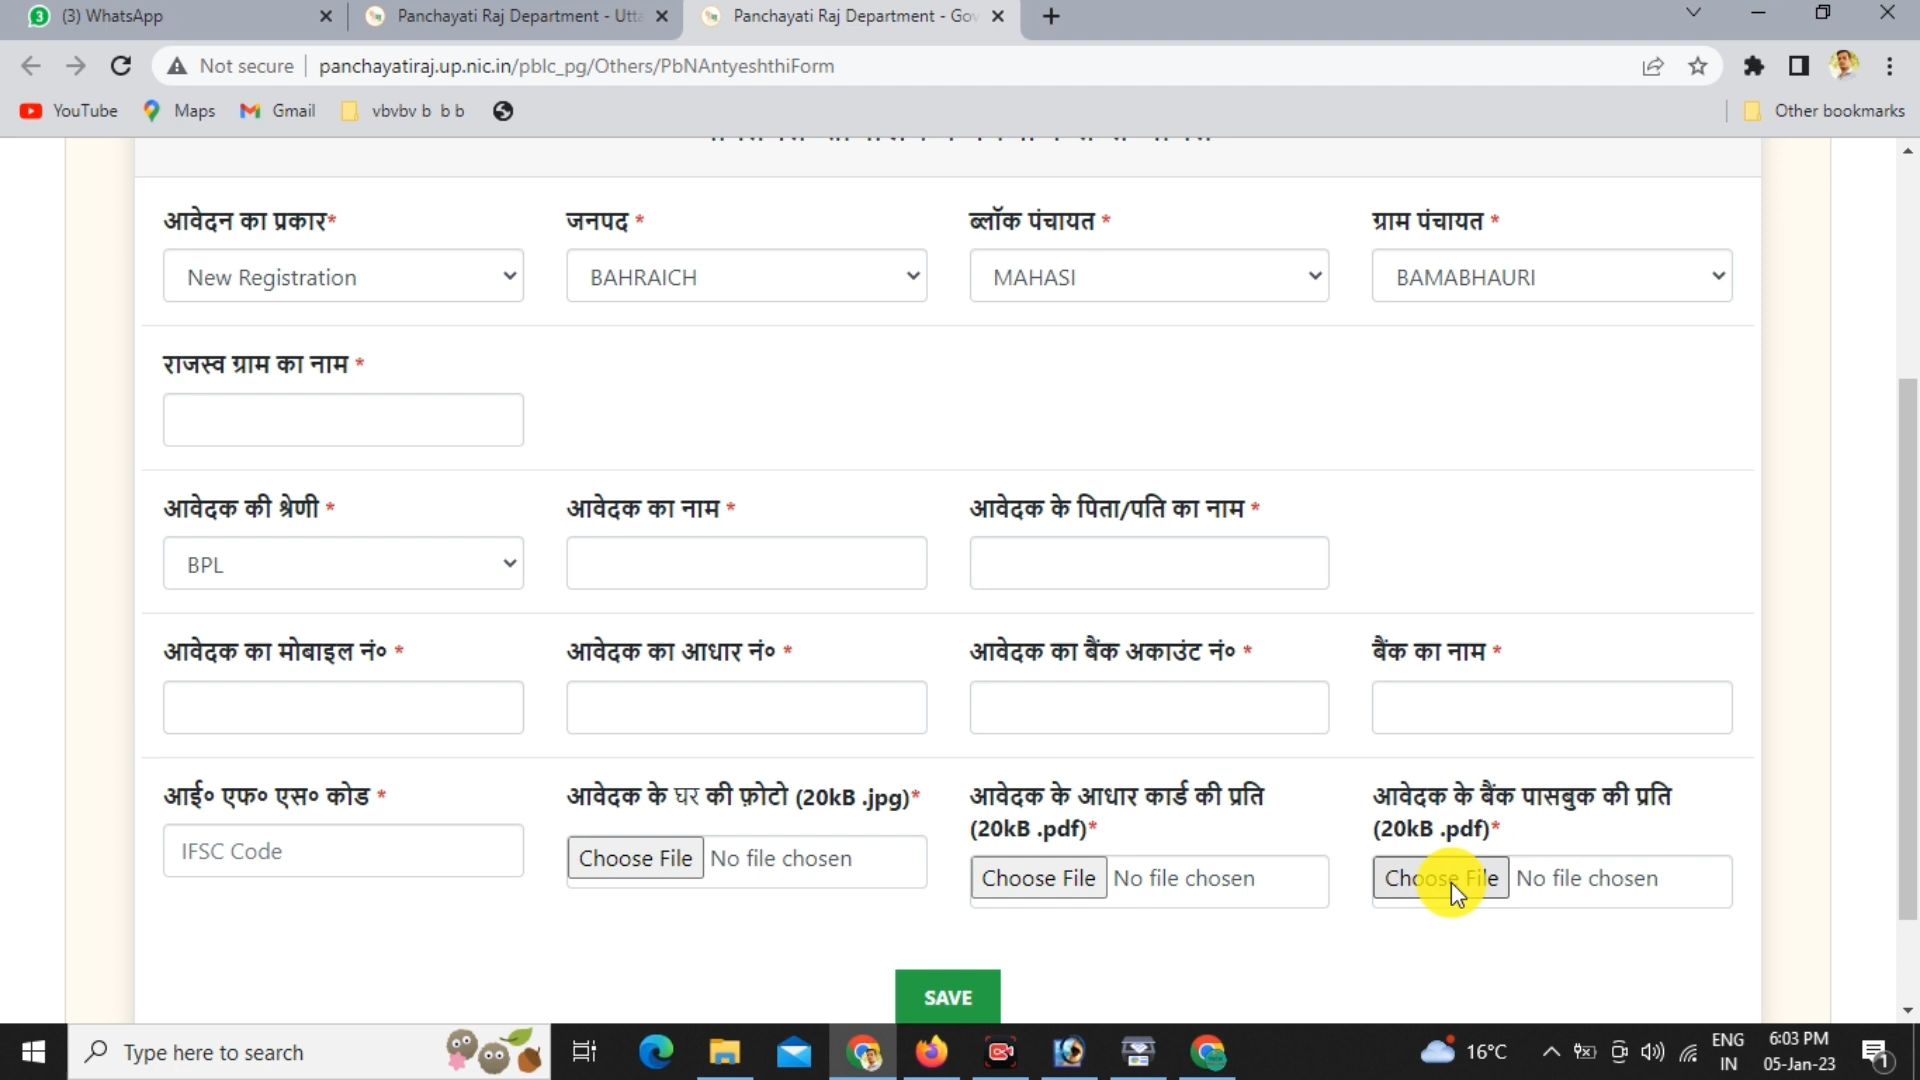 (3) WhatsApp
Panchayati Raj Department - Utta
Panchayati Raj Department - Gov
Not secure
panchayatiraj.up.nic.in/pblc_pg/Others/PbNAntyeshthiForm
YouTube
Maps
Gmail
vbvbv b b b
Other bookmarks
आवेदन का प्रकार*
जनपद *
ब्लॉक पंचायत *
ग्राम पंचायत *
New Registration
BAHRAICH
MAHASI
BAMABHAURI
राजस्व ग्राम का नाम *
आवेदक की श्रेणी *
आवेदक का नाम *
आवेदक के पिता/पति का नाम *
BPL
आवेदक का मोबाइल नं० *
आवेदक का आधार नं० *
आवेदक का बैंक अकाउंट नं० *
बैंक का नाम *
आई० एफ० एस० कोड *
आवेदक के घर की फ़ोटो (20kB .jpg)*
आवेदक के आधार कार्ड की प्रति
(20kB .pdf)*
आवेदक के बैंक पासबुक की प्रति
(20kB .pdf)*
IFSC Code
Choose File No file chosen
Choose File No file chosen
Choose File No file chosen
SAVE
Type here to search
16°C
ENG
IN
6:03 PM
05-Jan-23
1